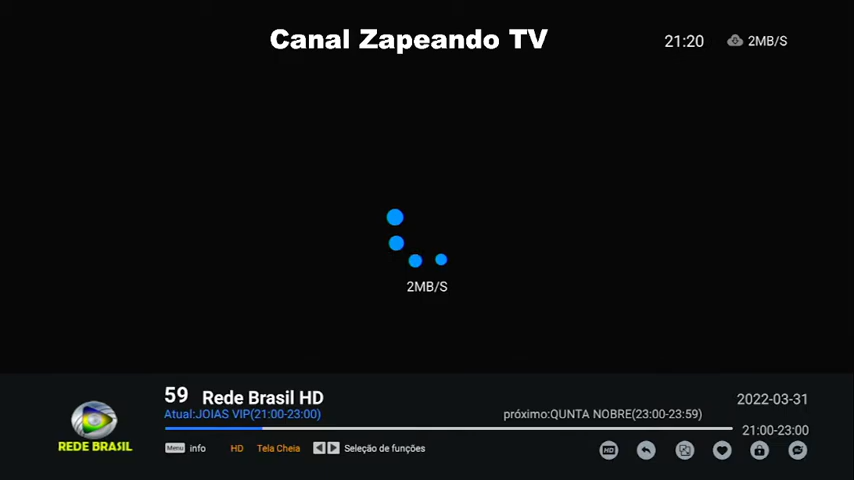 Canal Zapeando TV
21:20
2MB/S
2MB/S
59 Rede Brasil HD
2022-03-31
Atual:JOIAS VIP(21:00-23:00)
próximo:QUNTA NOBRE(23:00-23:59)
21:00-23:00
REDE BRASIL
Menu info HD Tela Cheia Seleção de funções
HD